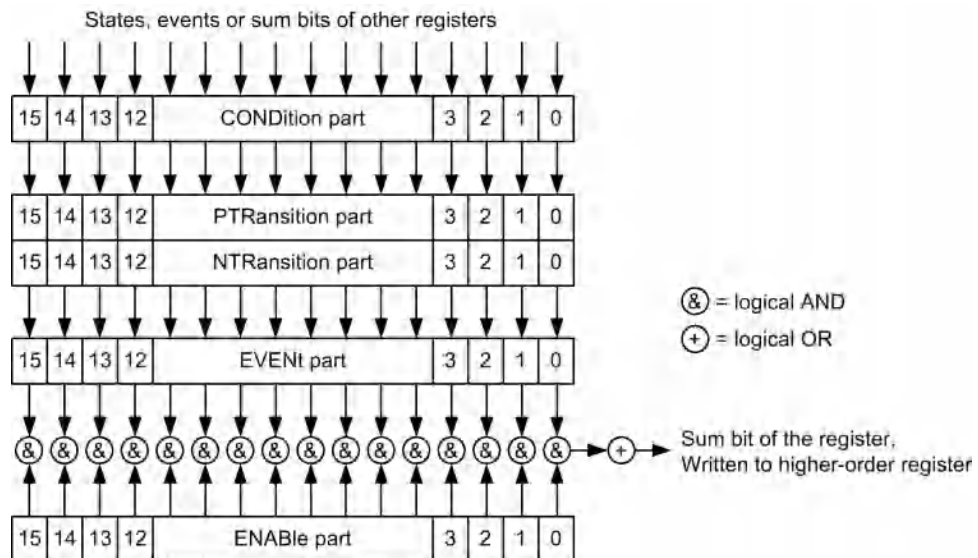 States, events or sum bits of other registers
15 14 13 12 CONDition part 3 2 1 0
15 14 13 12 PTRansition part 3 2 1 0
15 14 13 12 NTRansition part 3 2 1 0
& = logical AND
+ = logical OR
15 14 13 12 EVENt part 3 2 1 0
& & & & & & & & & & & & & & & & + Sum bit of the register,
Written to higher-order register
15 14 13 12 ENABle part 3 2 1 0